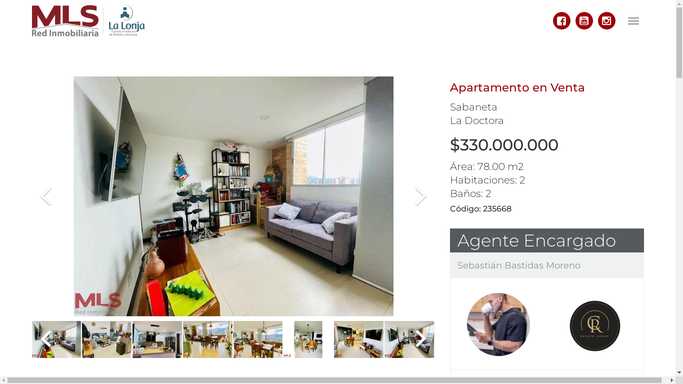 MLS
Red Inmobiliaria
La Lonja
Apartamento en Venta
Sabaneta
La Doctora
$330.000.000
Área: 78.00 m2
Habitaciones: 2
Baños: 2
Código: 235668
Agente Encargado
Sebastián Bastidas Moreno
MLS
Red Inmobi